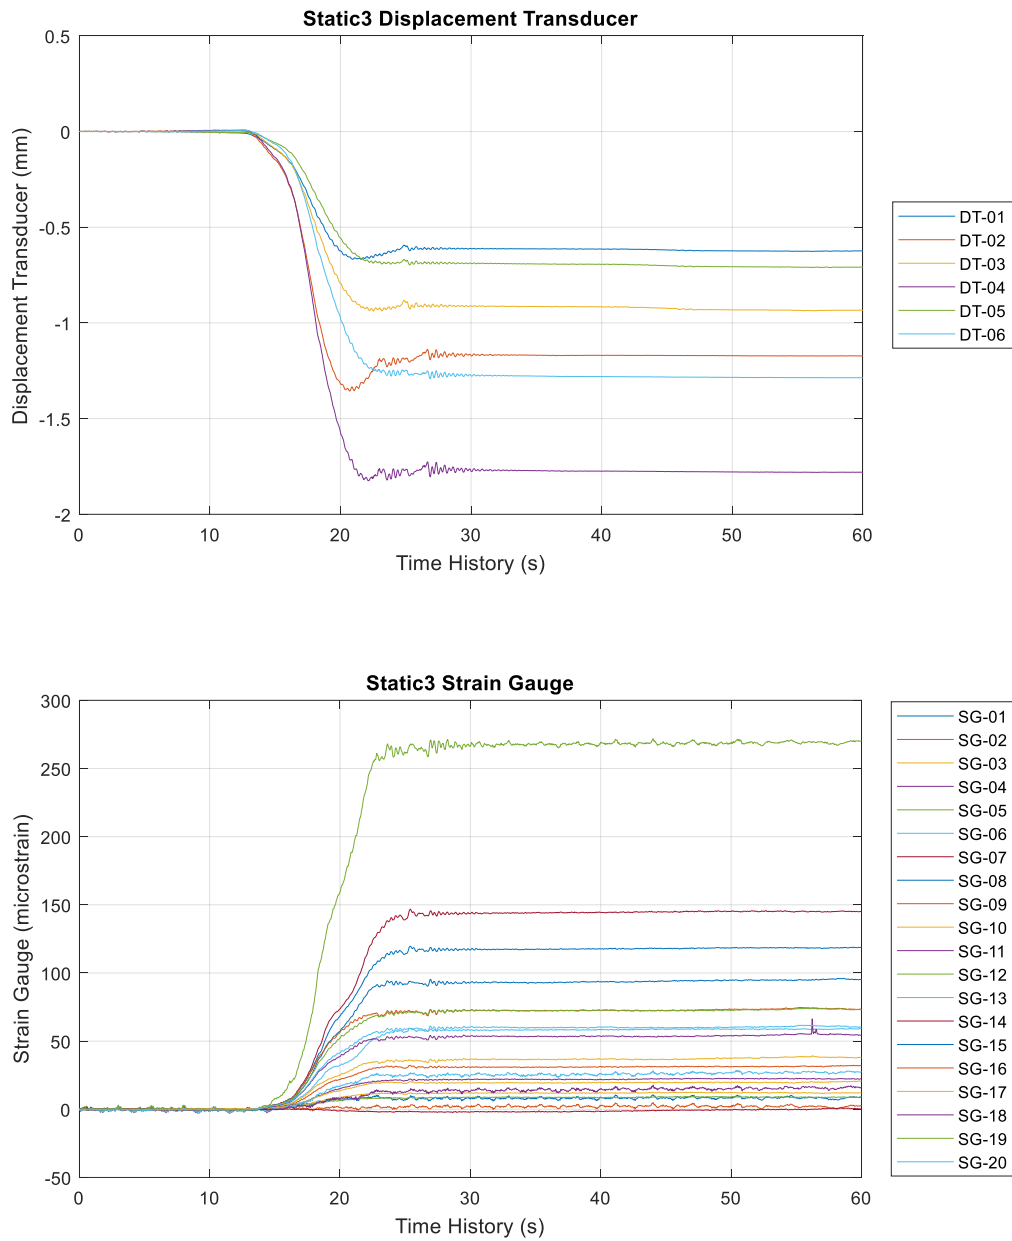 Static3 Displacement Transducer
0.5
0
-0.5
-1
-1.5
-2
Displacement Transducer (mm)
0 10 20 30 40 50 60
Time History (s)
DT-01
DT-02
DT-03
DT-04
DT-05
DT-06
Static3 Strain Gauge
300
250
200
150
100
50
0
-50
Strain Gauge (microstrain)
0 10 20 30 40 50 60
Time History (s)
SG-01
SG-02
SG-03
SG-04
SG-05
SG-06
SG-07
SG-08
SG-09
SG-10
SG-11
SG-12
SG-13
SG-14
SG-15
SG-16
SG-17
SG-18
SG-19
SG-20